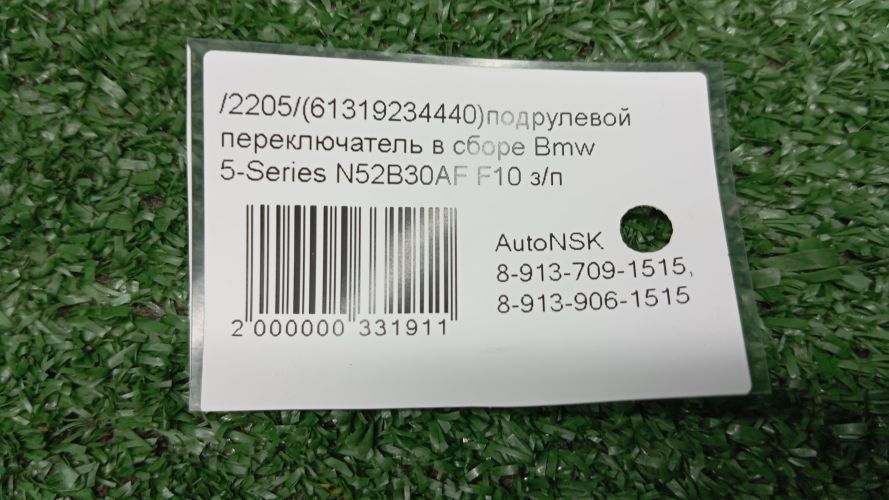 /2205/(61319234440)подрулевой
переключатель в сборе Bmw
5-Series N52B30AF F10 з/п
AutoNSK
8-913-709-1515,
8-913-906-1515
2 000000 331911